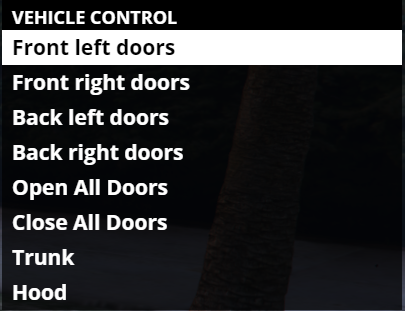 VEHICLE CONTROL
Front left doors
Front right doors
Back left doors
Back right doors
Open All Doors
Close All Doors
Trunk
Hood